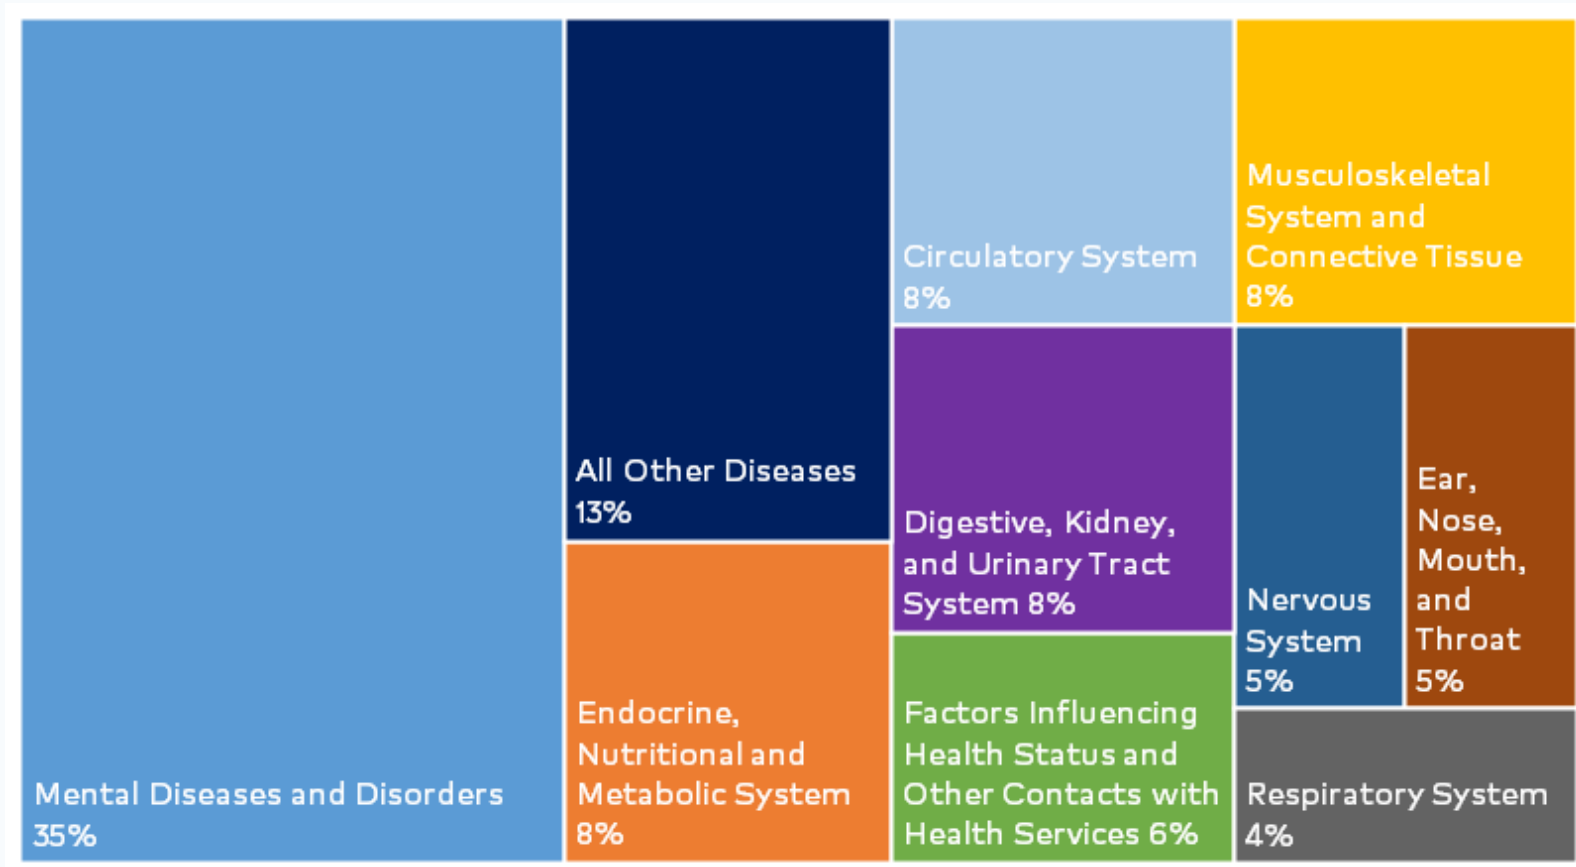 Mental Diseases and Disorders
35%
All Other Diseases
13%
Endocrine,
Nutritional and
Metabolic System
8%
Circulatory System
8%
Digestive, Kidney,
and Urinary Tract
System 8%
Factors Influencing
Health Status and
Other Contacts with
Health Services 6%
Musculoskeletal
System and
Connective Tissue
8%
Nervous
System
5%
Ear,
Nose,
Mouth,
and
Throat
5%
Respiratory System
4%